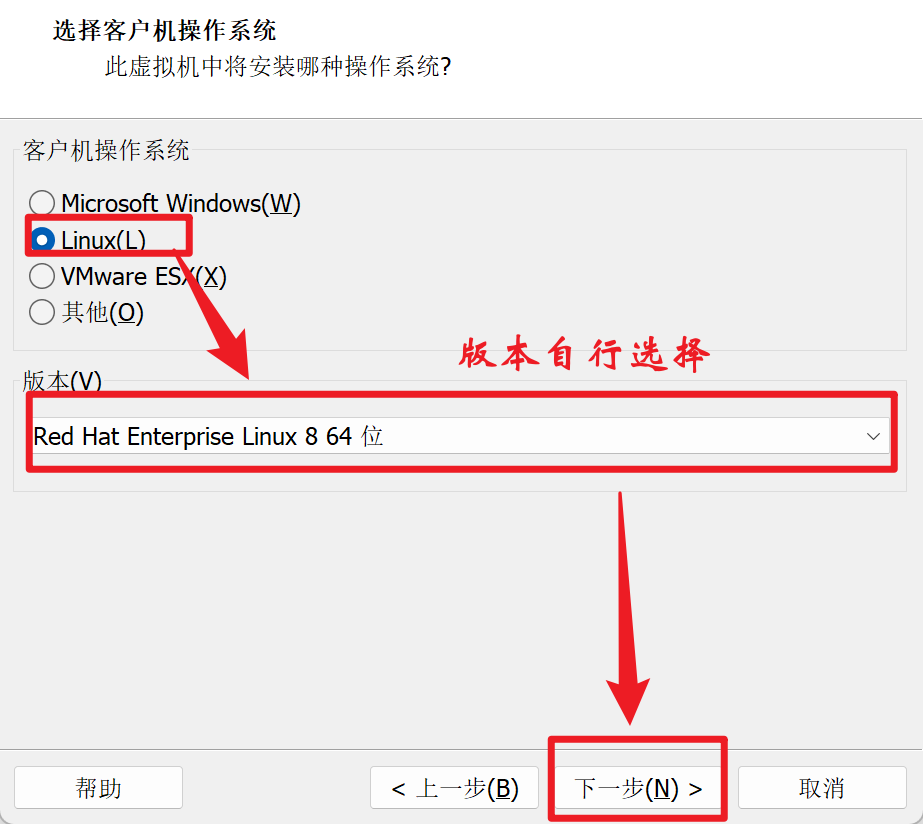 选择客户机操作系统
此虚拟机中将安装哪种操作系统?
客户机操作系统
Microsoft Windows(W)
Linux(L)
VMware ESX(X)
其他(O)
版本自行选择
版本(V)
Red Hat Enterprise Linux 8 64 位
帮助
< 上一步(B)
下一步(N) >
取消